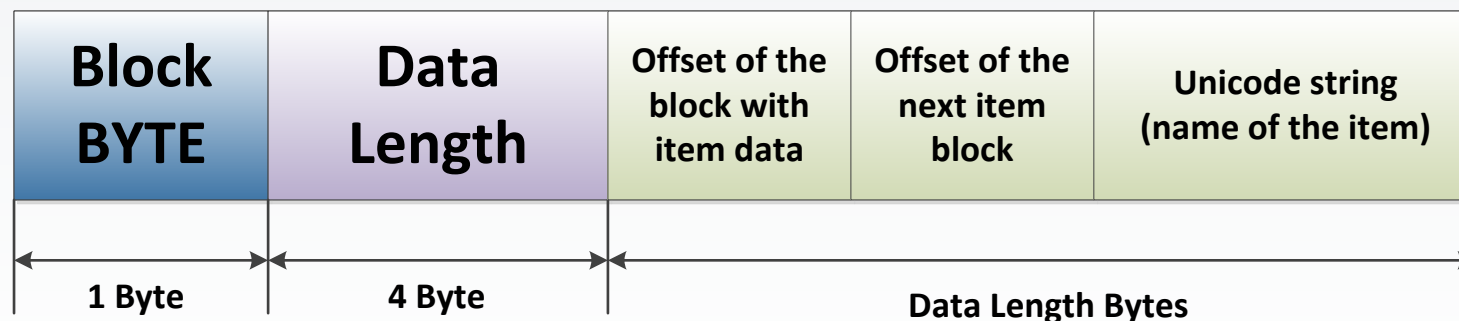 Block
BYTE
Data
Length
Offset of the
block with
item data
Offset of the
next item
block
Unicode string
(name of the item)
1 Byte
4 Byte
Data Length Bytes